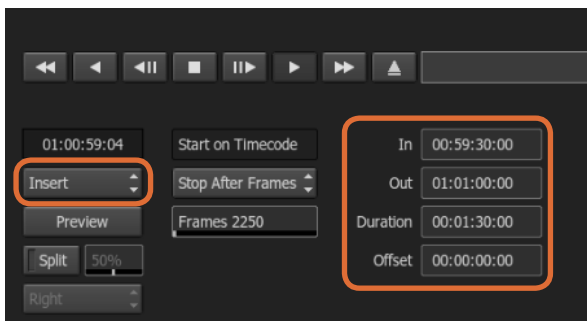 01:00:59:04 Start on Timecode In 00:59:30:00
Insert Stop After Frames Out 01:01:00:00
Preview Frames 2250 Duration 00:01:30:00
Split 50% Offset 00:00:00:00
Right